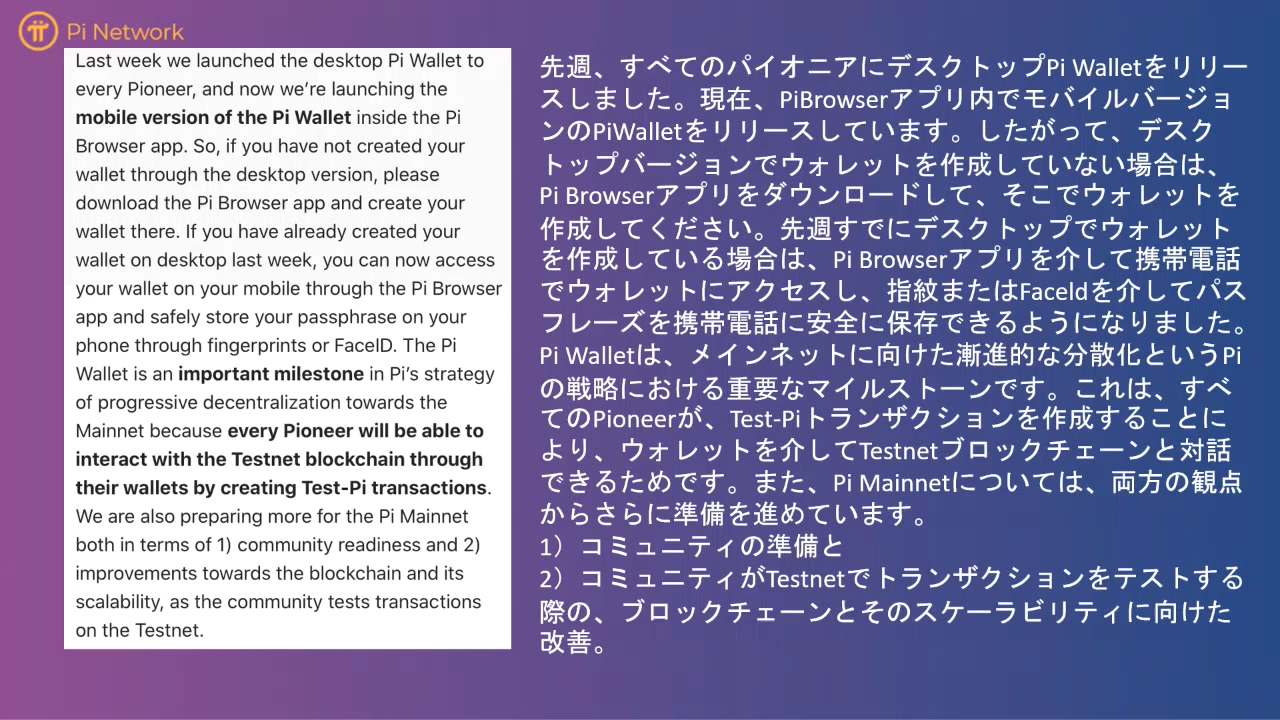 Pi Network
Last week we launched the desktop Pi Wallet to
every Pioneer, and now we're launching the
mobile version of the Pi Wallet inside the Pi
Browser app. So, if you have not created your
wallet through the desktop version, please
download the Pi Browser app and create your
wallet there. If you have already created your
wallet on desktop last week, you can now access
your wallet on your mobile through the Pi Browser
app and safely store your passphrase on your
phone through fingerprints or FaceID. The Pi
Wallet is an important milestone in Pi's strategy
of progressive decentralization towards the
Mainnet because every Pioneer will be able to
interact with the Testnet blockchain through
their wallets by creating Test-Pi transactions.
We are also preparing more for the Pi Mainnet
both in terms of 1) community readiness and 2)
improvements towards the blockchain and its
scalability, as the community tests transactions
on the Testnet.
先週、すべてのパイオニアにデスクトップPi Walletをリリー
スしました。現在、PiBrowserアプリ内でモバイルバージョ
ンのPiWalletをリリースしています。したがって、デスク
トップバージョンでウォレットを作成していない場合は、
Pi Browserアプリをダウンロードして、そこでウォレットを
作成してください。先週すでにデスクトップでウォレット
を作成している場合は、Pi Browserアプリを介して携帯電話
でウォレットにアクセスし、指紋またはFaceIdを介してパス
フレーズを携帯電話に安全に保存できるようになりました。
Pi Walletは、メインネットに向けた漸進的な分散化というPi
の戦略における重要なマイルストーンです。これは、すべ
てのPioneerが、Test-Piトランザクションを作成することに
より、ウォレットを介してTestnetブロックチェーンと対話
できるためです。また、Pi Mainnetについては、両方の観点
からさらに準備を進めています。
1）コミュニティの準備と
2）コミュニティがTestnetでトランザクションをテストする
際の、ブロックチェーンとそのスケーラビリティに向けた
改善。